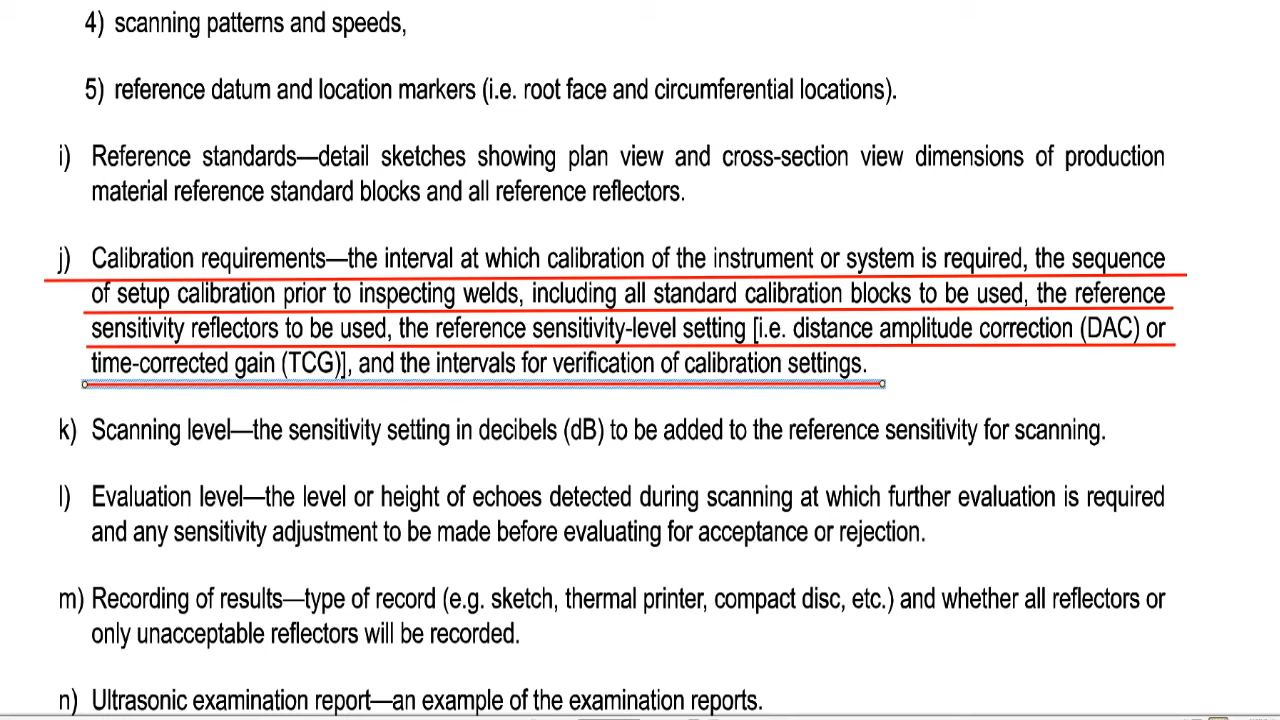 4) scanning patterns and speeds,
5) reference datum and location markers (i.e. root face and circumferential locations).
i) Reference standards—detail sketches showing plan view and cross-section view dimensions of production
material reference standard blocks and all reference reflectors.
j) Calibration requirements—the interval at which calibration of the instrument or system is required, the sequence
of setup calibration prior to inspecting welds, including all standard calibration blocks to be used, the reference
sensitivity reflectors to be used, the reference sensitivity-level setting [i.e. distance amplitude correction (DAC) or
time-corrected gain (TCG)], and the intervals for verification of calibration settings.
k) Scanning level—the sensitivity setting in decibels (dB) to be added to the reference sensitivity for scanning.
l) Evaluation level—the level or height of echoes detected during scanning at which further evaluation is required
and any sensitivity adjustment to be made before evaluating for acceptance or rejection.
m) Recording of results—type of record (e.g. sketch, thermal printer, compact disc, etc.) and whether all reflectors or
only unacceptable reflectors will be recorded.
n) Ultrasonic examination report—an example of the examination reports.